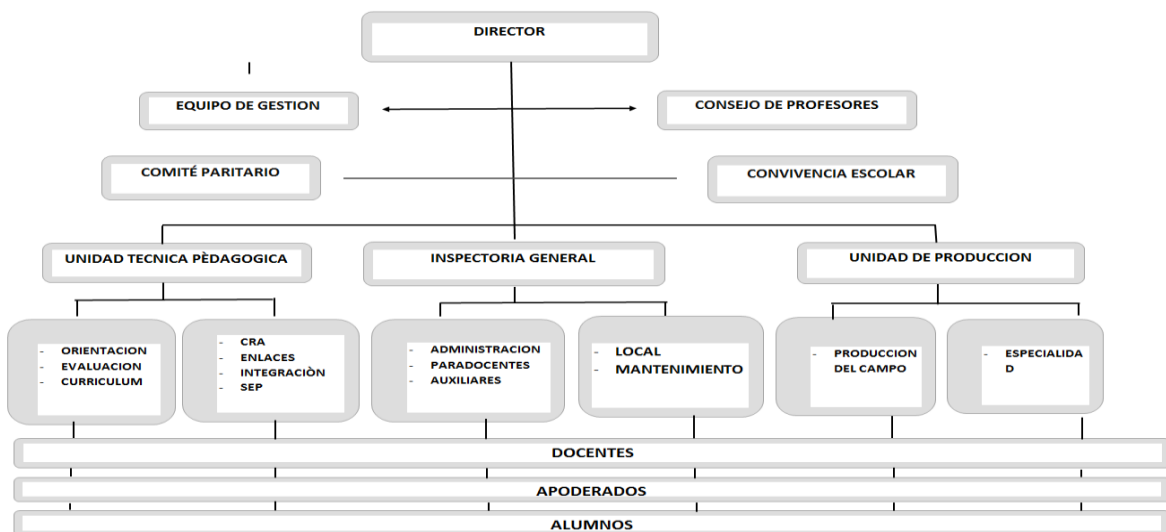 DIRECTOR
EQUIPO DE GESTION
CONSEJO DE PROFESORES
COMITÉ PARITARIO
CONVIVENCIA ESCOLAR
UNIDAD TECNICA PÈDAGOGICA
INSPECTORIA GENERAL
UNIDAD DE PRODUCCION
- ORIENTACION
- EVALUACION
- CURRICULUM
- CRA
- ENLACES
- INTEGRACIÒN
- SEP
- ADMINISTRACION
- PARADOCENTES
- AUXILIARES
- LOCAL
- MANTENIMIENTO
- PRODUCCION
DEL CAMPO
- ESPECIALIDA
D
DOCENTES
APODERADOS
ALUMNOS